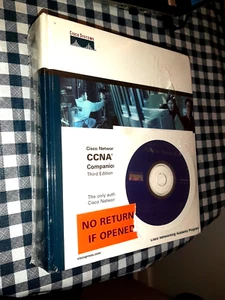 CISCO SYSTEMS
Cisco Networ
CCNA
Companion
Third Edition
The only auth
Cisco Networ
NO RETURN
IF OPENED
ciscopress.com
Cisco Networking Academy Program